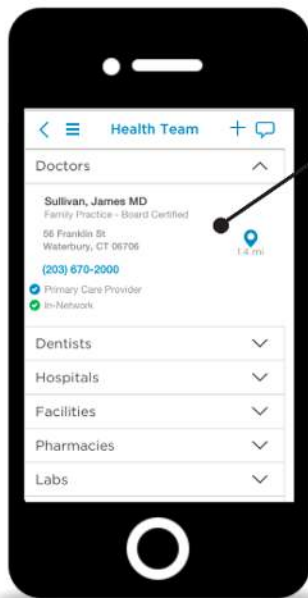 Health Team
Doctors
Sullivan, James MD
Family Practice - Board Certified
56 Franklin St
Waterbury, CT 06706
1.4 mi
(203) 670-2000
Primary Care Provider
In-Network
Dentists
Hospitals
Facilities
Pharmacies
Labs